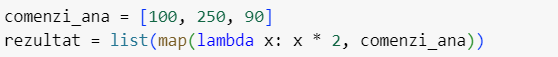 comenzi_ana = [100, 250, 90]
rezultat = list(map(lambda x: x * 2, comenzi_ana))